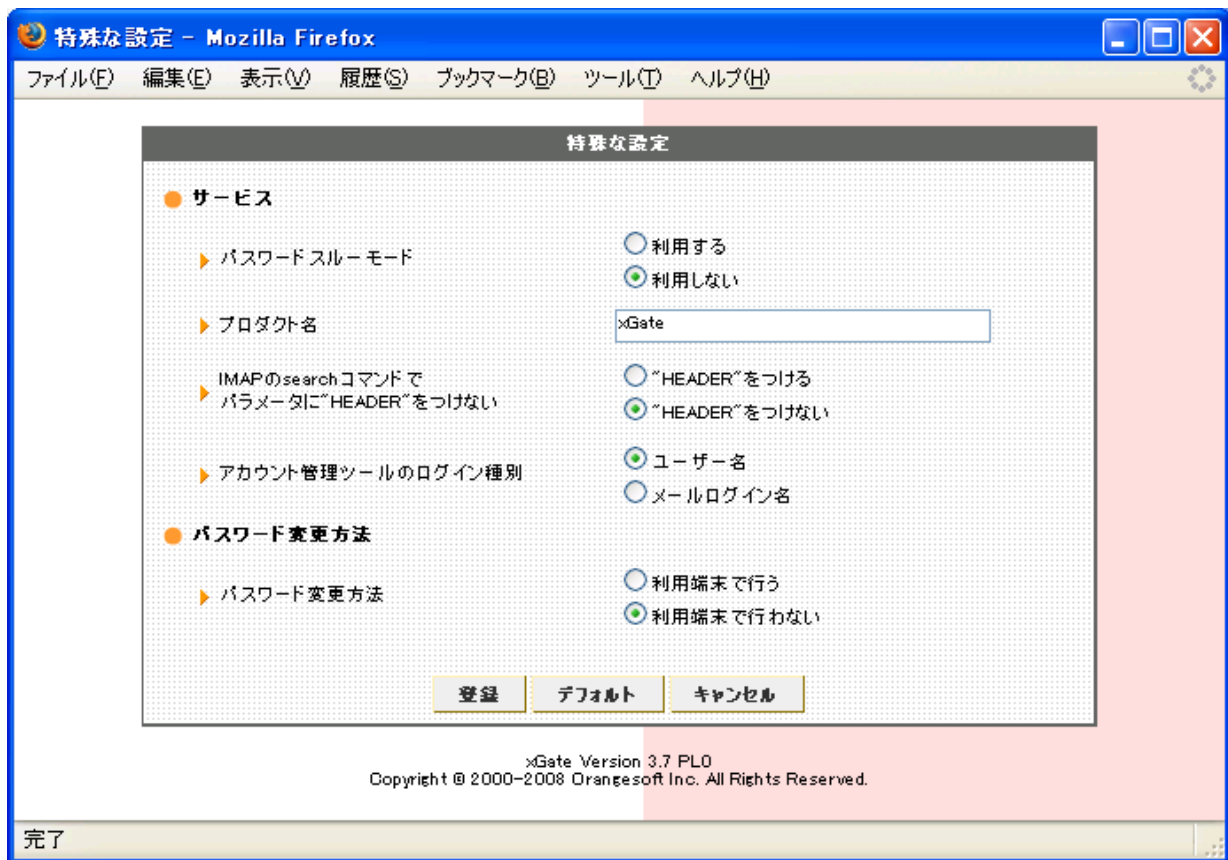 特殊な設定 - Mozilla Firefox
ファイル(F) 編集(E) 表示(V) 履歴(S) ブックマーク(B) ツール(T) ヘルプ(H)
特殊な設定
サービス
パスワードスルーモード
利用する
利用しない
プロダクト名
xGate
IMAPのsearchコマンドで
パラメータに"HEADER"をつけない
"HEADER"をつける
"HEADER"をつけない
アカウント管理ツールのログイン種別
ユーザー名
メールログイン名
パスワード変更方法
パスワード変更方法
利用端末で行う
利用端末で行わない
登録 デフォルト キャンセル
xGate Version 3.7 PL0
Copyright © 2000-2008 Orangesoft Inc. All Rights Reserved.
完了